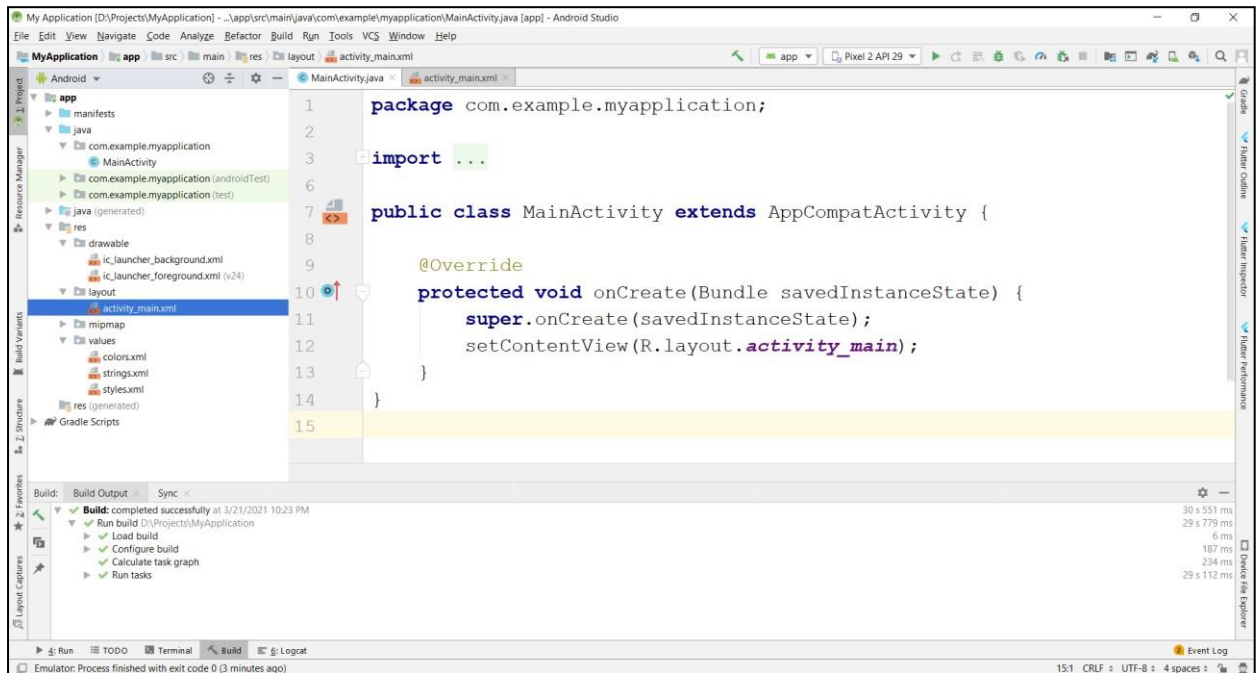 My Application [D:\Projects\MyApplication] - ...\app\src\main\java\com\example\myapplication\MainActivity.java [app] - Android Studio
File Edit View Navigate Code Analyze Refactor Build Run Tools VCS Window Help
MyApplication app src main res layout activity_main.xml app Pixel 2 API 29
Android MainActivity.java activity_main.xml
1: Project
Resource Manager
Build Variants
Z: Structure
2: Favorites
Layout Captures
app
manifests
java
com.example.myapplication
MainActivity
com.example.myapplication (androidTest)
com.example.myapplication (test)
java (generated)
res
drawable
ic_launcher_background.xml
ic_launcher_foreground.xml (v24)
layout
activity_main.xml
mipmap
values
colors.xml
strings.xml
styles.xml
res (generated)
Gradle Scripts
1 package com.example.myapplication;
2
3 import ...
6
7 public class MainActivity extends AppCompatActivity {
8
9 @Override
10 protected void onCreate(Bundle savedInstanceState) {
11 super.onCreate(savedInstanceState);
12 setContentView(R.layout.activity_main);
13 }
14 }
15
Gradle
Flutter Outline
Flutter Inspector
Flutter Performance
Device File Explorer
Build: Build Output Sync
Build: completed successfully at 3/21/2021 10:23 PM 30 s 551 ms
Run build D:\Projects\MyApplication 29 s 779 ms
Load build 6 ms
Configure build 187 ms
Calculate task graph 234 ms
Run tasks 29 s 112 ms
4: Run TODO Terminal Build 6: Logcat 2 Event Log
Emulator: Process finished with exit code 0 (3 minutes ago) 15:1 CRLF UTF-8 4 spaces